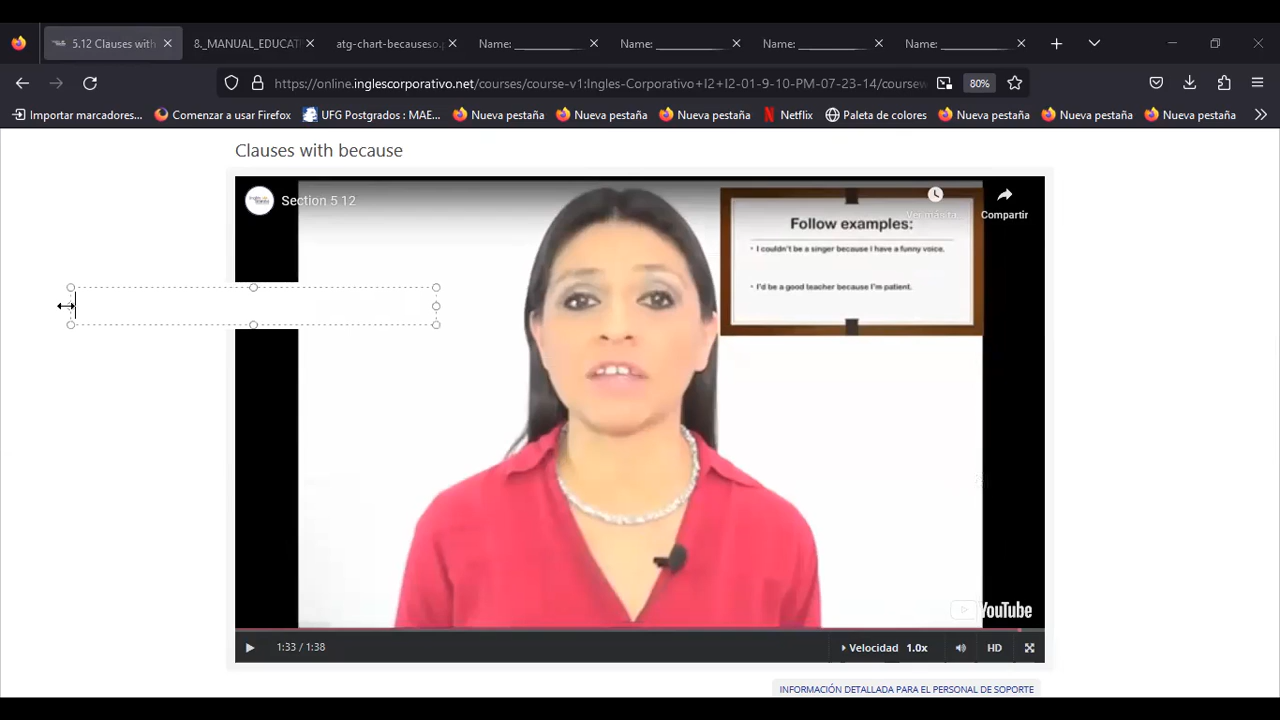 5.12 Clauses with
8._MANUAL_EDUCAT
atg-chart-becauseso.
Name: __________
Name: __________
Name: __________
Name: __________
https://online.inglescorporativo.net/courses/course-v1:Ingles-Corporativo+I2+I2-01-9-10-PM-07-23-14/coursew
80%
Importar marcadores...
Comenzar a usar Firefox
UFG Postgrados : MAE...
Nueva pestaña
Nueva pestaña
Nueva pestaña
Netflix
Paleta de colores
Nueva pestaña
Nueva pestaña
Nueva pestaña
Clauses with because
Section 5 12
Compartir
Follow examples:
• I couldn't be a singer because I have a funny voice.
• I'd be a good teacher because I'm patient.
YouTube
1:33 / 1:38
Velocidad 1.0x
HD
INFORMACIÓN DETALLADA PARA EL PERSONAL DE SOPORTE